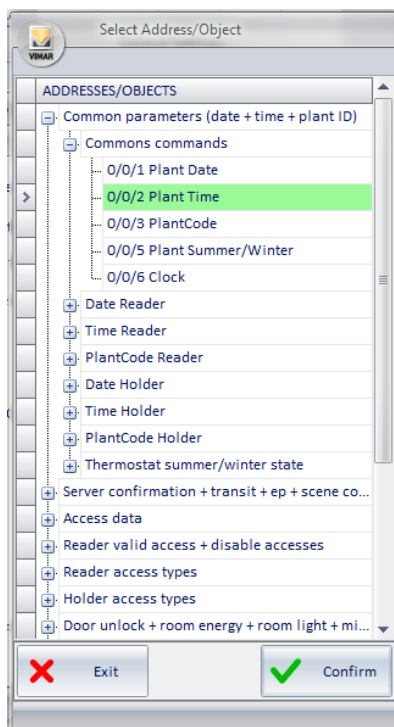 Select Address/Object
VIMAR
ADDRESSES/OBJECTS
Common parameters (date + time + plant ID)
Commons commands
0/0/1 Plant Date
0/0/2 Plant Time
0/0/3 PlantCode
0/0/5 Plant Summer/Winter
0/0/6 Clock
Date Reader
Time Reader
PlantCode Reader
Date Holder
Time Holder
PlantCode Holder
Thermostat summer/winter state
Server confirmation + transit + ep + scene co...
Access data
Reader valid access + disable accesses
Reader access types
Holder access types
Door unlock + room energy + room light + mi...
Exit
Confirm